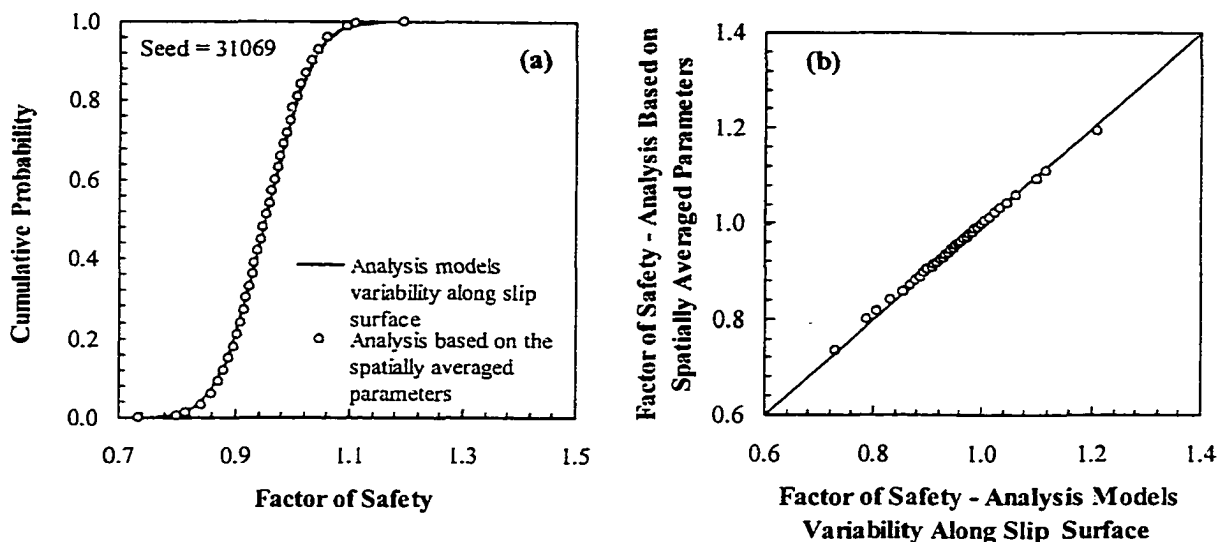 Seed = 31069
(a)
Cumulative Probability
1.0
0.8
0.6
0.4
0.2
0.0
Analysis models
variability along slip
surface
Analysis based on the
spatially averaged
parameters
0.7
0.9
1.1
1.3
1.5
Factor of Safety
(b)
Factor of Safety - Analysis Based on
Spatially Averaged Parameters
1.4
1.2
1.0
0.8
0.6
0.6
0.8
1.0
1.2
1.4
Factor of Safety - Analysis Models
Variability Along Slip Surface